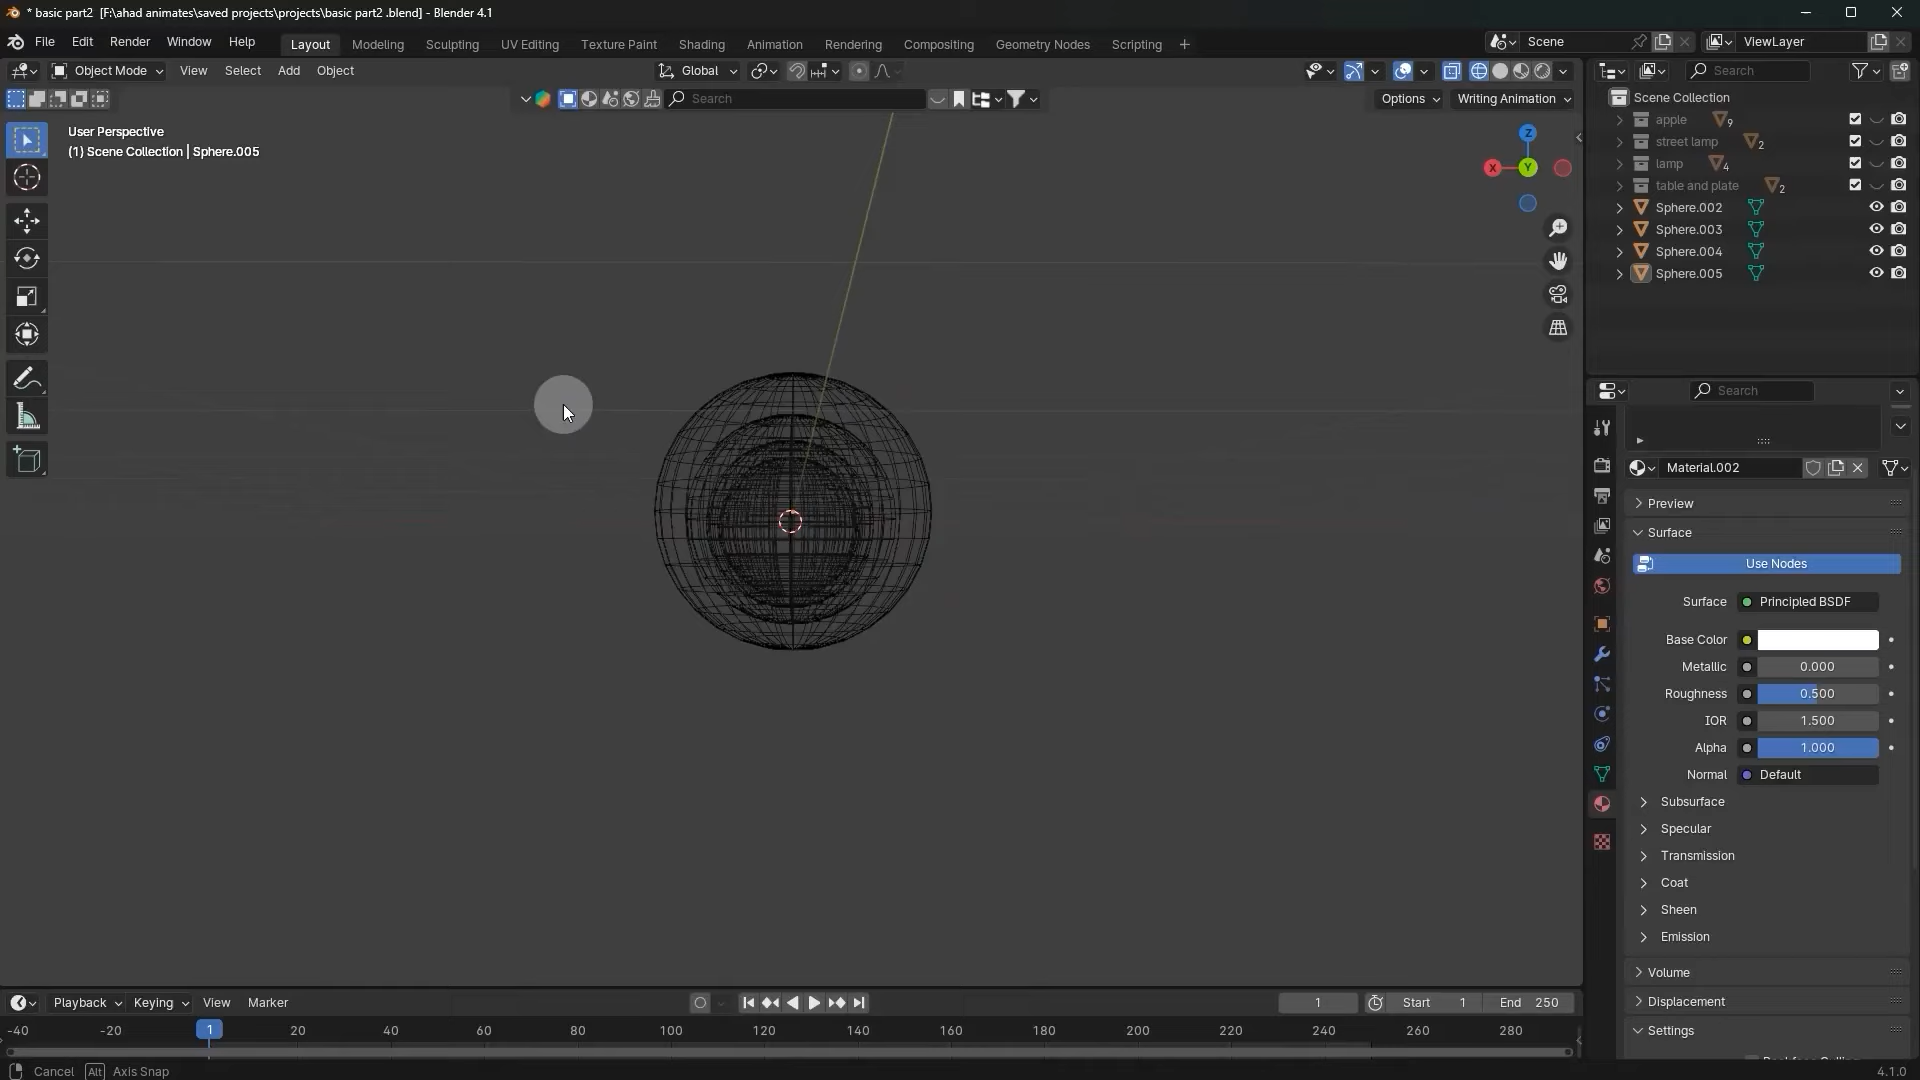 * basic part2 [F:\ahad animates\saved projects\projects\basic part2 .blend] - Blender 4.1
File Edit Render Window Help Layout Modeling Sculpting UV Editing Texture Paint Shading Animation Rendering Compositing Geometry Nodes Scripting + Scene ViewLayer
Object Mode View Select Add Object Global Search
Search Options Writing Animation
Scene Collection
User Perspective
(1) Scene Collection | Sphere.005
Z
X Y
apple 9
street lamp 2
lamp 4
table and plate 2
Sphere.002
Sphere.003
Sphere.004
Sphere.005
Search
Material.002
Preview
Surface
Use Nodes
Surface Principled BSDF
Base Color
Metallic 0.000
Roughness 0.500
IOR 1.500
Alpha 1.000
Normal Default
Subsurface
Specular
Transmission
Coat
Sheen
Emission
Volume
Displacement
Settings
Playback Keying View Marker 1 Start 1 End 250
-40 -20 1 20 40 60 80 100 120 140 160 180 200 220 240 260 280
Cancel Alt Axis Snap 4.1.0